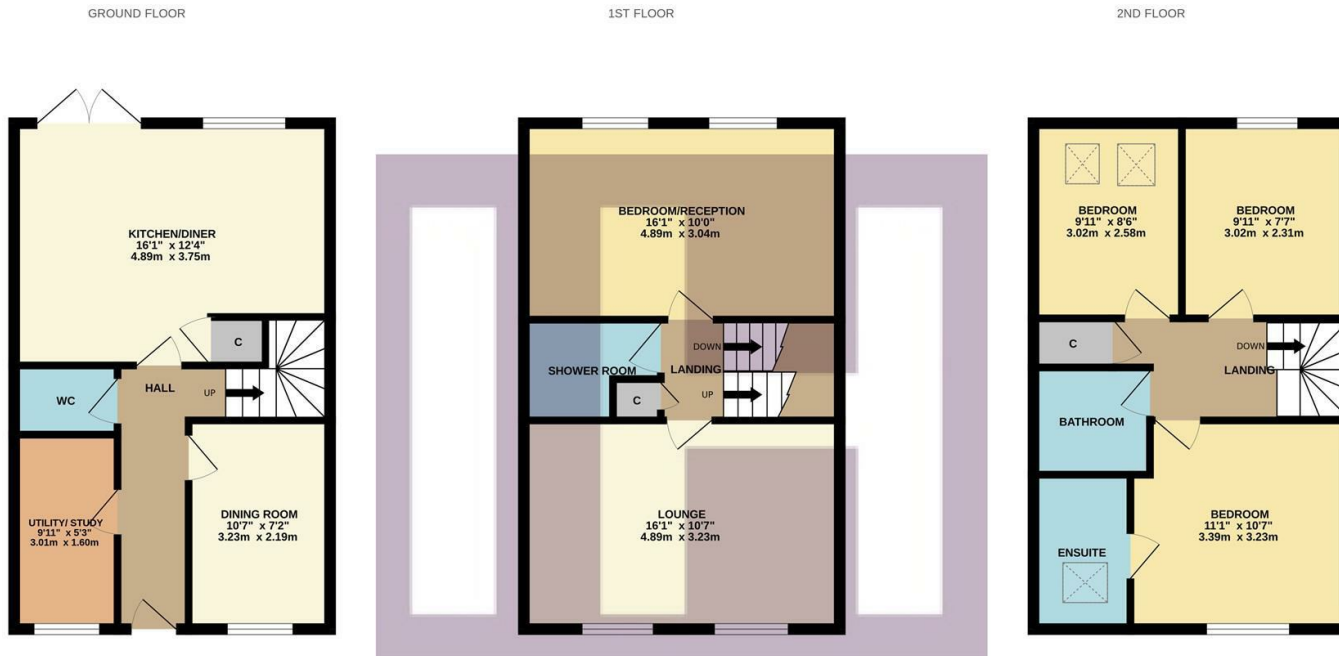 GROUND FLOOR
1ST FLOOR
2ND FLOOR
KITCHEN/DINER
16'1" x 12'4"
4.89m x 3.75m
C
HALL
UP
WC
UTILITY/ STUDY
9'11" x 5'3"
3.01m x 1.60m
DINING ROOM
10'7" x 7'2"
3.23m x 2.19m
BEDROOM/RECEPTION
16'1" x 10'0"
4.89m x 3.04m
DOWN
SHOWER ROOM
LANDING
C
UP
LOUNGE
16'1" x 10'7"
4.89m x 3.23m
BEDROOM
9'11" x 8'6"
3.02m x 2.58m
BEDROOM
9'11" x 7'7"
3.02m x 2.31m
C
DOWN
LANDING
BATHROOM
ENSUITE
BEDROOM
11'1" x 10'7"
3.39m x 3.23m